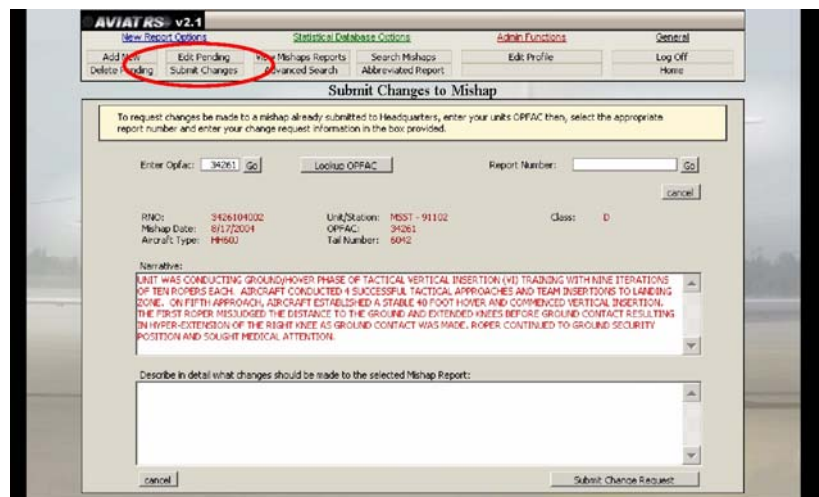 AVIATRS v2.1
New Report Options Statistical Database Options Admin Functions General
Add New Edit Pending View Mishaps Reports Search Mishaps Edit Profile Log Off
Delete Pending Submit Changes Advanced Search Abbreviated Report Home
Submit Changes to Mishap
To request changes be made to a mishap already submitted to Headquarters, enter your units OPFAC then, select the appropriate
report number and enter your change request information in the box provided.
Enter Opfac: 34261 Go Lookup OPFAC Report Number: Go
cancel
RNO: 3426104002 Unit/Station: MSST - 91102 Class: D
Mishap Date: 8/17/2004 OPFAC: 34261
Aircraft Type: HH60J Tail Number: 6042
Narrative:
UNIT WAS CONDUCTING GROUND/HOVER PHASE OF TACTICAL VERTICAL INSERTION (VI) TRAINING WITH NINE ITERATIONS
OF TEN ROPERS EACH. AIRCRAFT CONDUCTED 4 SUCCESSFUL TACTICAL APPROACHES AND TEAM INSERTIONS TO LANDING
ZONE. ON FIFTH APPROACH, AIRCRAFT ESTABLISHED A STABLE 40 FOOT HOVER AND COMMENCED VERTICAL INSERTION.
THE FIRST ROPER MISJUDGED THE DISTANCE TO THE GROUND AND EXTENDED KNEES BEFORE GROUND CONTACT RESULTING
IN HYPER-EXTENSION OF THE RIGHT KNEE AS GROUND CONTACT WAS MADE. ROPER CONTINUED TO GROUND SECURITY
POSITION AND SOUGHT MEDICAL ATTENTION.
Describe in detail what changes should be made to the selected Mishap Report:
cancel Submit Change Request